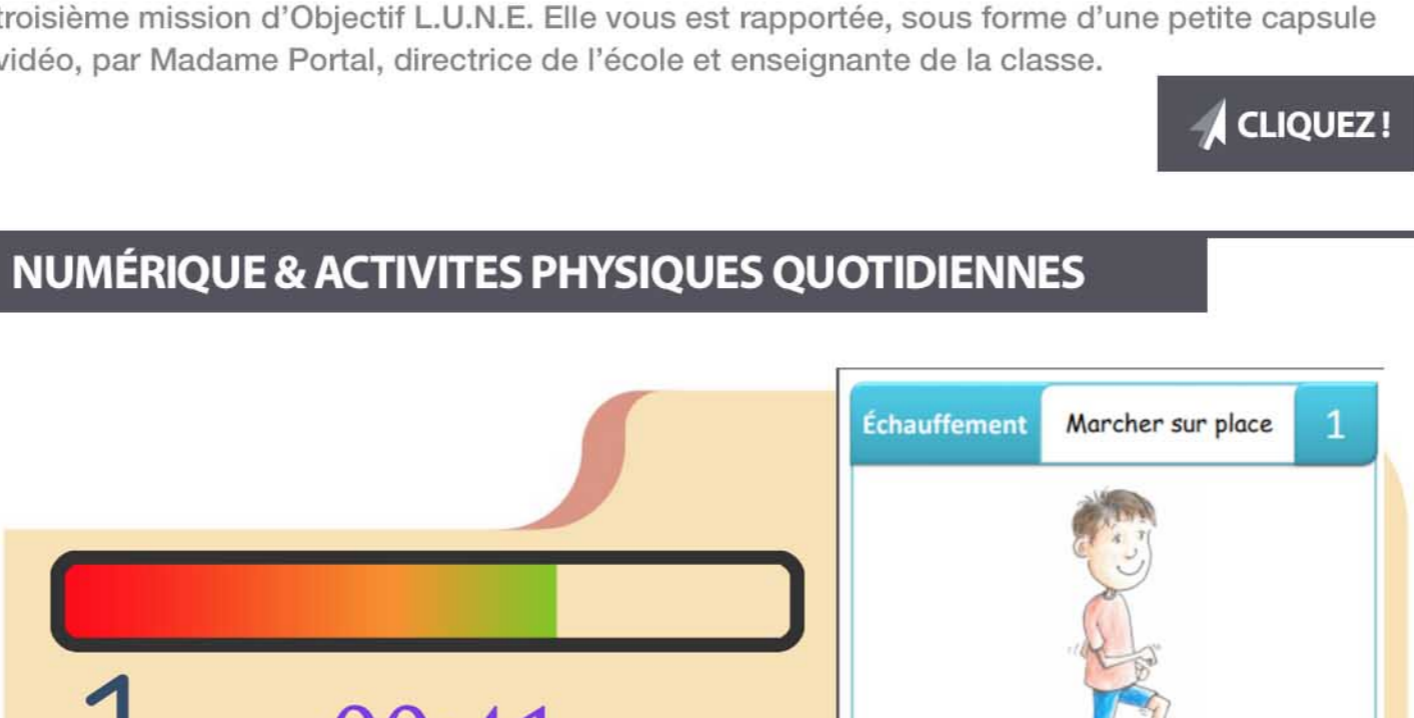 troisième mission d’Objectif L.U.N.E. Elle vous est rapportée, sous forme d’une petite capsule
vidéo, par Madame Portal, directrice de l’école et enseignante de la classe.
CLIQUEZ !
NUMÉRIQUE & ACTIVITES PHYSIQUES QUOTIDIENNES
Échauffement Marcher sur place 1
1